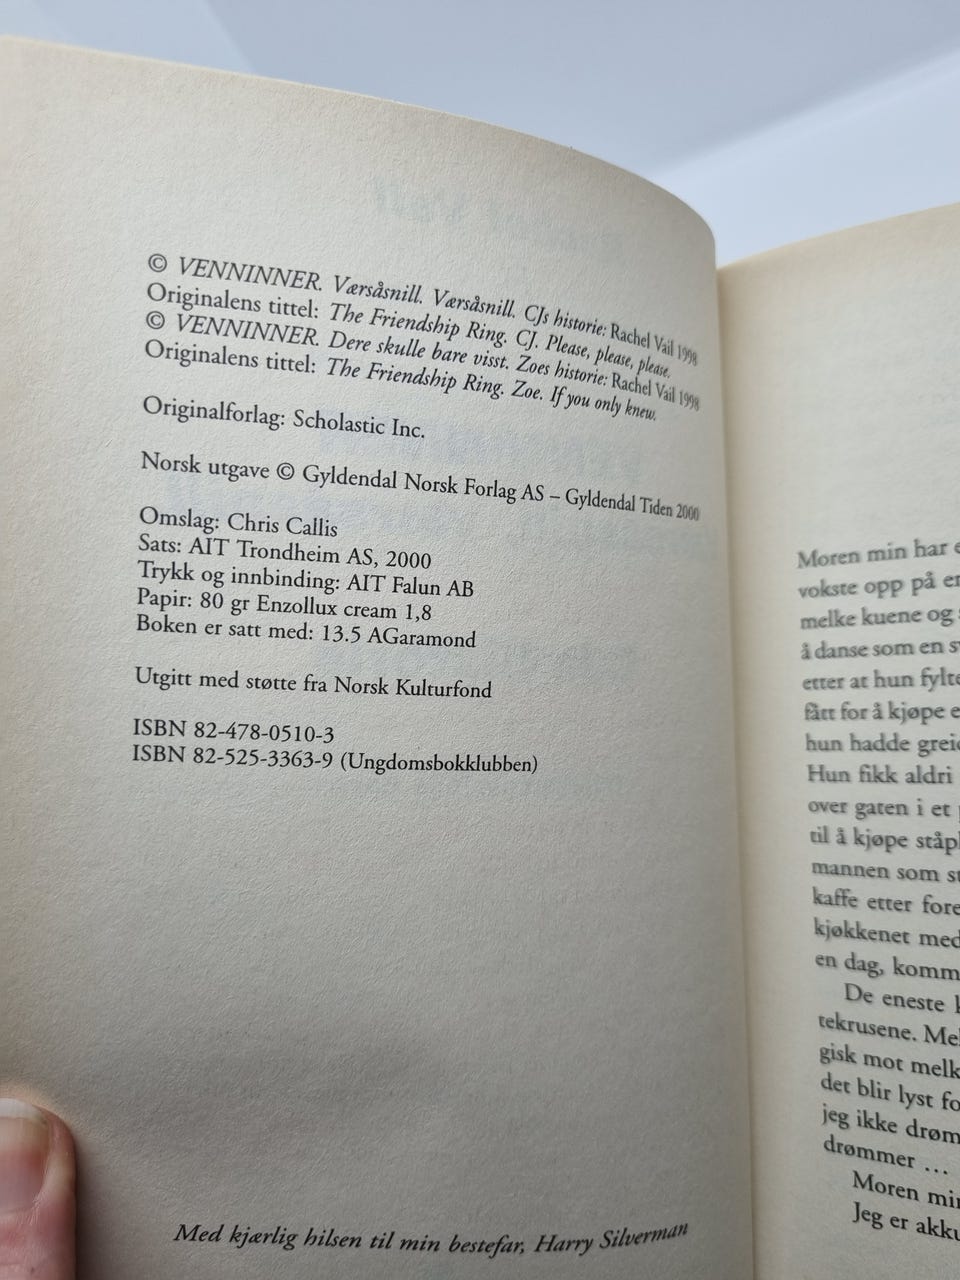 © VENNINNER. Værsåsnill. Værsåsnill. CJs historie: Rachel Vail 1998
Originalens tittel: The Friendship Ring. CJ. Please, please, please.
© VENNINNER. Dere skulle bare visst. Zoes historie: Rachel Vail 1998
Originalens tittel: The Friendship Ring. Zoe. If you only knew.
Originalforlag: Scholastic Inc.
Norsk utgave © Gyldendal Norsk Forlag AS – Gyldendal Tiden 2000
Omslag: Chris Callis
Sats: AIT Trondheim AS, 2000
Trykk og innbinding: AIT Falun AB
Papir: 80 gr Enzollux cream 1,8
Boken er satt med: 13.5 AGaramond
Utgitt med støtte fra Norsk Kulturfond
ISBN 82-478-0510-3
ISBN 82-525-3363-9 (Ungdomsbokklubben)
Med kjærlig hilsen til min bestefar, Harry Silverman
Moren min har
vokste opp på
melke kuene og
å danse som en
etter at hun fylte
fått for å kjøpe
hun hadde
Hun fikk aldri
over gaten i et
til å kjøpe
mannen som
kaffe etter
kjøkkenet med
en dag,
De eneste
tekrusene.
gisk mot
det blir lyst
jeg ikke
drømmer ...
Moren
Jeg er